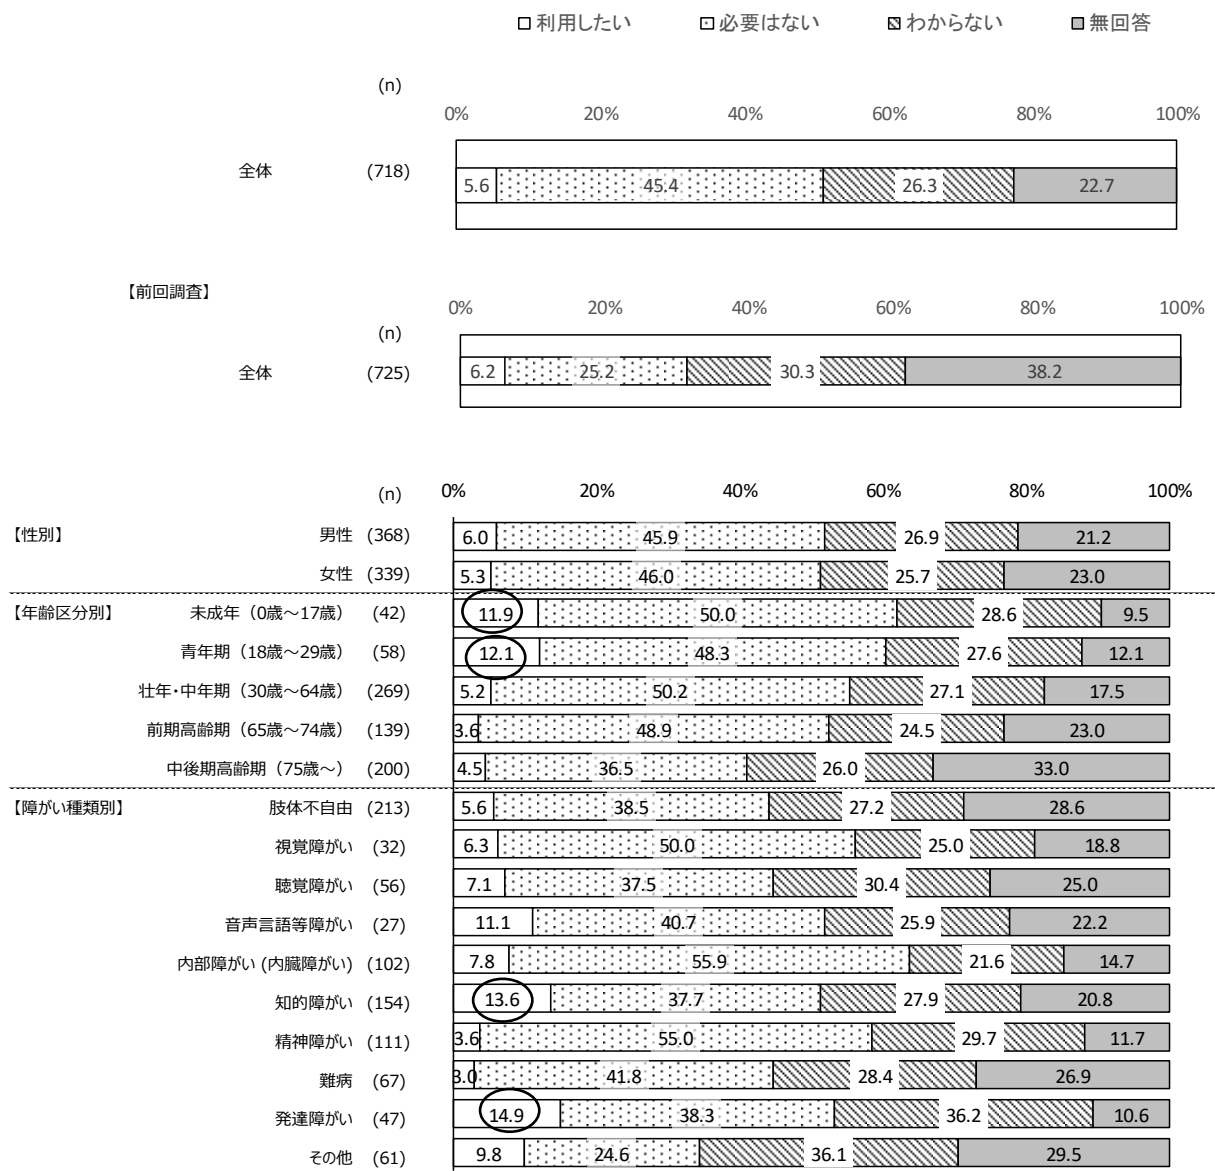 利用したい 必要はない わからない 無回答
(n)
0% 20% 40% 60% 80% 100%
全体 (718) 5.6 45.4 26.3 22.7
【前回調査】
0% 20% 40% 60% 80% 100%
(n)
全体 (725) 6.2 25.2 30.3 38.2
(n) 0% 20% 40% 60% 80% 100%
【性別】 男性 (368) 6.0 45.9 26.9 21.2
女性 (339) 5.3 46.0 25.7 23.0
【年齢区分別】 未成年（0歳～17歳） (42) 11.9 50.0 28.6 9.5
青年期（18歳～29歳） (58) 12.1 48.3 27.6 12.1
壮年・中年期（30歳～64歳） (269) 5.2 50.2 27.1 17.5
前期高齢期（65歳～74歳） (139) 3.6 48.9 24.5 23.0
中後期高齢期（75歳～） (200) 4.5 36.5 26.0 33.0
【障がい種類別】 肢体不自由 (213) 5.6 38.5 27.2 28.6
視覚障がい (32) 6.3 50.0 25.0 18.8
聴覚障がい (56) 7.1 37.5 30.4 25.0
音声言語等障がい (27) 11.1 40.7 25.9 22.2
内部障がい (内臓障がい) (102) 7.8 55.9 21.6 14.7
知的障がい (154) 13.6 37.7 27.9 20.8
精神障がい (111) 3.6 55.0 29.7 11.7
難病 (67) 3.0 41.8 28.4 26.9
発達障がい (47) 14.9 38.3 36.2 10.6
その他 (61) 9.8 24.6 36.1 29.5